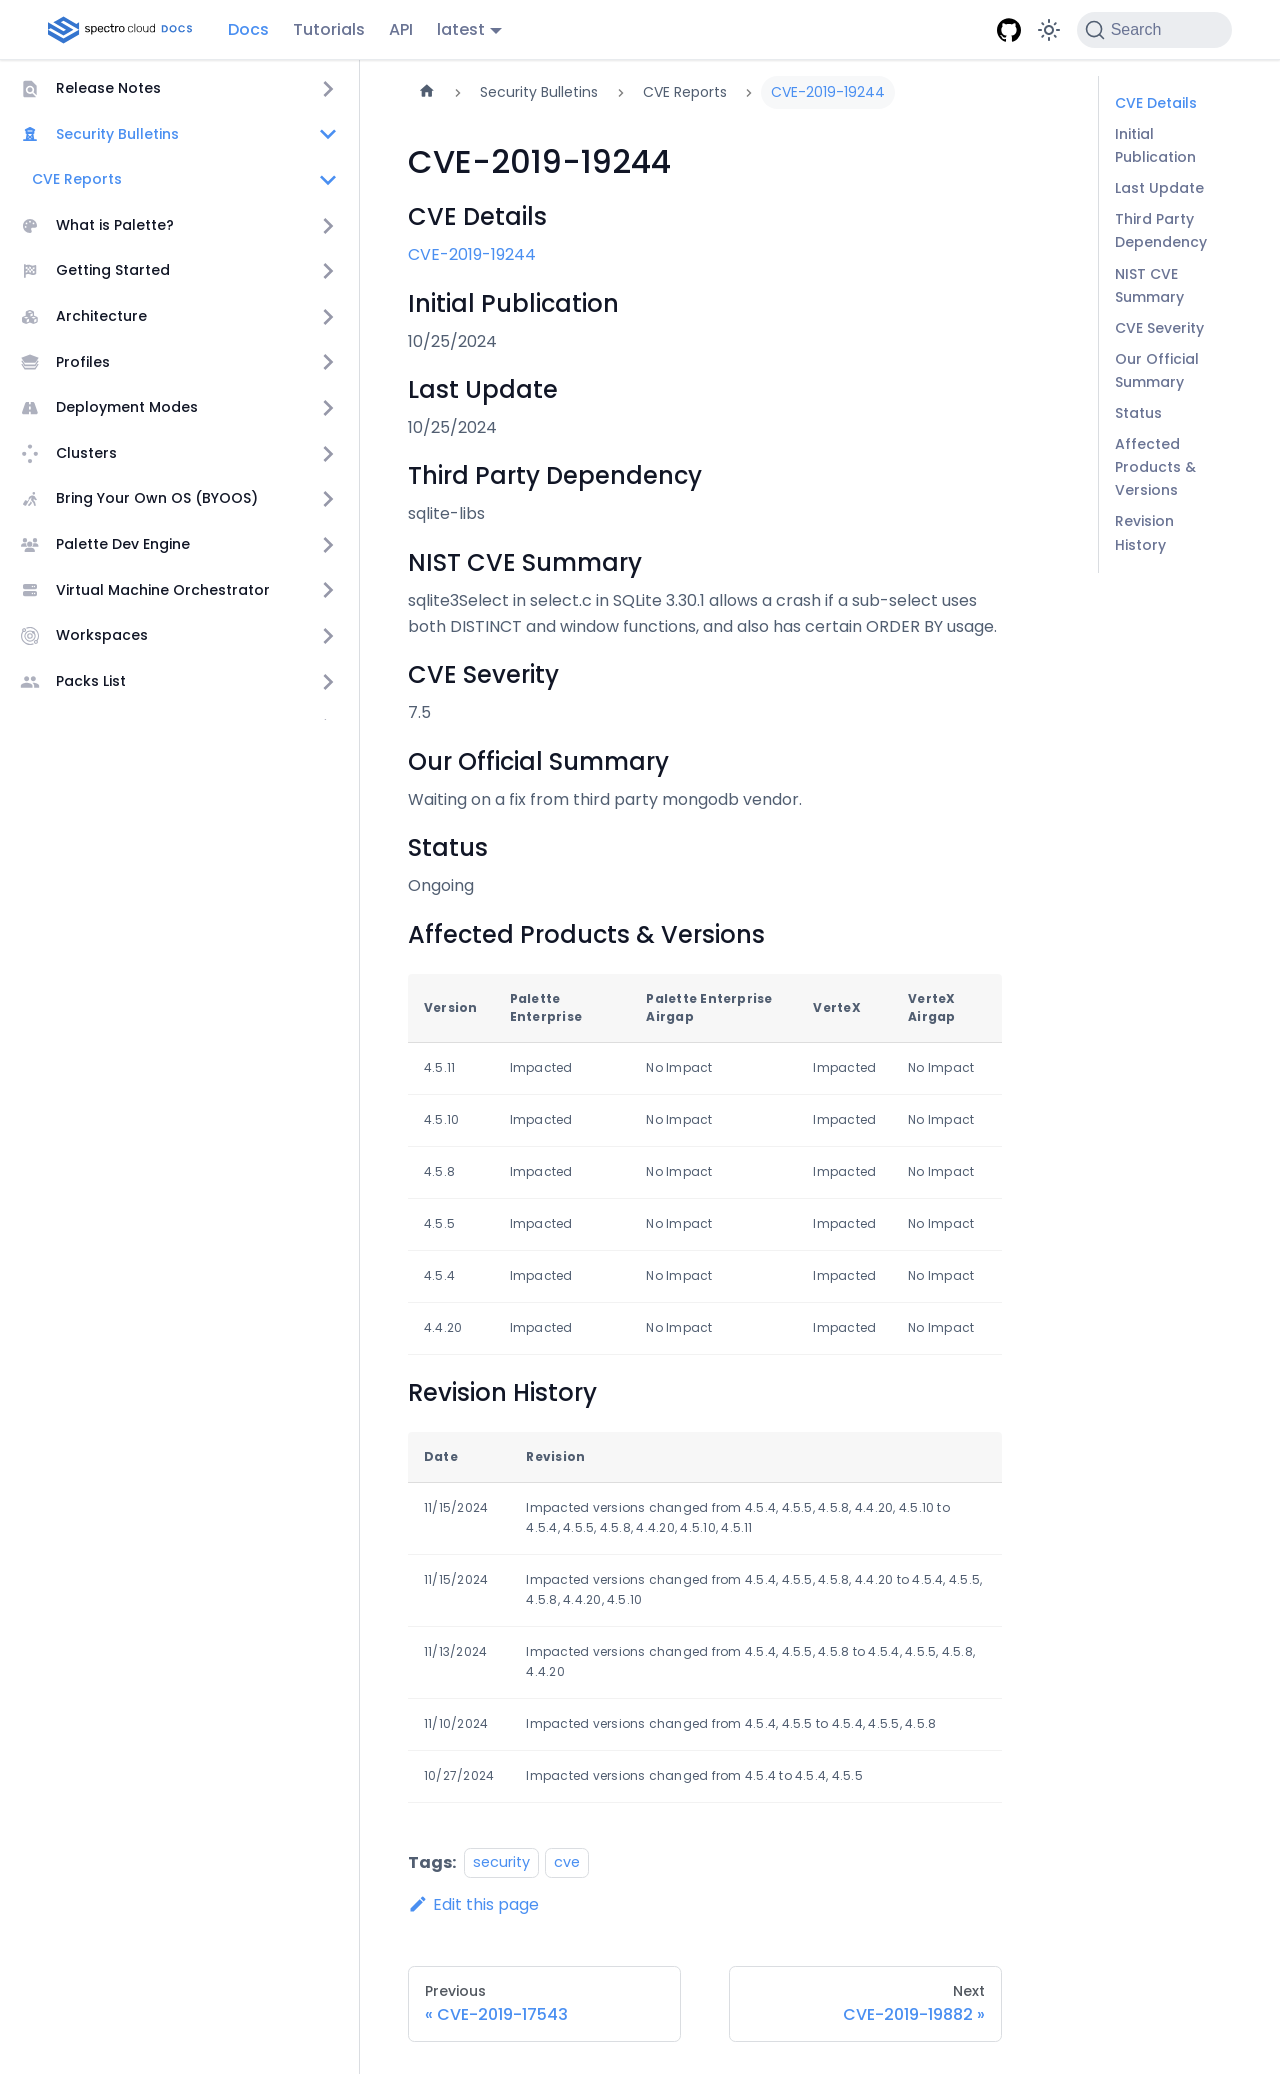 spectro cloud DOCS
Docs
Tutorials
API
latest
Search
Release Notes
Security Bulletins
CVE Reports
What is Palette?
Getting Started
Architecture
Profiles
Deployment Modes
Clusters
Bring Your Own OS (BYOOS)
Palette Dev Engine
Virtual Machine Orchestrator
Workspaces
Packs List
Security Bulletins
CVE Reports
CVE-2019-19244
CVE-2019-19244
CVE Details
CVE-2019-19244
Initial Publication
10/25/2024
Last Update
10/25/2024
Third Party Dependency
sqlite-libs
NIST CVE Summary
sqlite3Select in select.c in SQLite 3.30.1 allows a crash if a sub-select uses
both DISTINCT and window functions, and also has certain ORDER BY usage.
CVE Severity
7.5
Our Official Summary
Waiting on a fix from third party mongodb vendor.
Status
Ongoing
Affected Products & Versions
Version Palette Enterprise Palette Enterprise Airgap VerteX VerteX Airgap
4.5.11 Impacted No Impact Impacted No Impact
4.5.10 Impacted No Impact Impacted No Impact
4.5.8 Impacted No Impact Impacted No Impact
4.5.5 Impacted No Impact Impacted No Impact
4.5.4 Impacted No Impact Impacted No Impact
4.4.20 Impacted No Impact Impacted No Impact
Revision History
Date Revision
11/15/2024 Impacted versions changed from 4.5.4, 4.5.5, 4.5.8, 4.4.20, 4.5.10 to
4.5.4, 4.5.5, 4.5.8, 4.4.20, 4.5.10, 4.5.11
11/15/2024 Impacted versions changed from 4.5.4, 4.5.5, 4.5.8, 4.4.20 to 4.5.4, 4.5.5,
4.5.8, 4.4.20, 4.5.10
11/13/2024 Impacted versions changed from 4.5.4, 4.5.5, 4.5.8 to 4.5.4, 4.5.5, 4.5.8,
4.4.20
11/10/2024 Impacted versions changed from 4.5.4, 4.5.5 to 4.5.4, 4.5.5, 4.5.8
10/27/2024 Impacted versions changed from 4.5.4 to 4.5.4, 4.5.5
Tags: security cve
Edit this page
Previous
« CVE-2019-17543
Next
CVE-2019-19882 »
CVE Details
Initial
Publication
Last Update
Third Party
Dependency
NIST CVE
Summary
CVE Severity
Our Official
Summary
Status
Affected
Products &
Versions
Revision
History